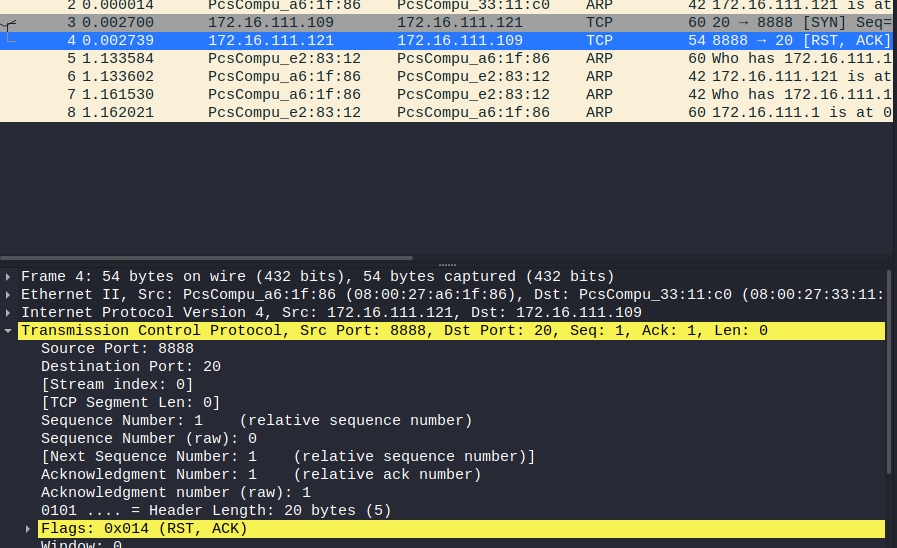 2 0.000014 PcsCompu_a6:1f:86 PcsCompu_33:11:c0 ARP 42 172.16.111.121 is at
3 0.002700 172.16.111.109 172.16.111.121 TCP 60 20 → 8888 [SYN] Seq=
4 0.002739 172.16.111.121 172.16.111.109 TCP 54 8888 → 20 [RST, ACK]
5 1.133584 PcsCompu_e2:83:12 PcsCompu_a6:1f:86 ARP 60 Who has 172.16.111.1
6 1.133602 PcsCompu_a6:1f:86 PcsCompu_e2:83:12 ARP 42 172.16.111.121 is at
7 1.161530 PcsCompu_a6:1f:86 PcsCompu_e2:83:12 ARP 42 Who has 172.16.111.1
8 1.162021 PcsCompu_e2:83:12 PcsCompu_a6:1f:86 ARP 60 172.16.111.1 is at 0
Frame 4: 54 bytes on wire (432 bits), 54 bytes captured (432 bits)
Ethernet II, Src: PcsCompu_a6:1f:86 (08:00:27:a6:1f:86), Dst: PcsCompu_33:11:c0 (08:00:27:33:11:
Internet Protocol Version 4, Src: 172.16.111.121, Dst: 172.16.111.109
Transmission Control Protocol, Src Port: 8888, Dst Port: 20, Seq: 1, Ack: 1, Len: 0
Source Port: 8888
Destination Port: 20
[Stream index: 0]
[TCP Segment Len: 0]
Sequence Number: 1 (relative sequence number)
Sequence Number (raw): 0
[Next Sequence Number: 1 (relative sequence number)]
Acknowledgment Number: 1 (relative ack number)
Acknowledgment number (raw): 1
0101 .... = Header Length: 20 bytes (5)
Flags: 0x014 (RST, ACK)
Window: 0